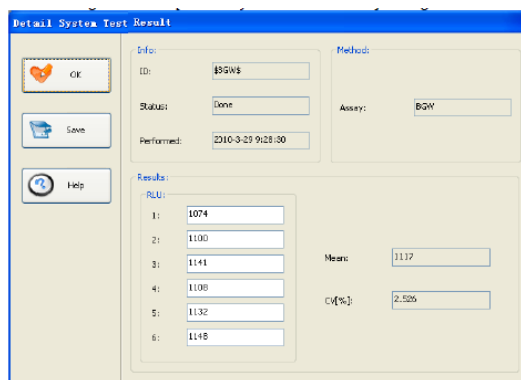 Detail System Test Result
OK
Save
Help
Info:
ID: $BGW$
Status: Done
Performed: 2010-3-29 9:28:30
Method:
Assay: BGW
Results:
RLU:
1: 1074
2: 1100
3: 1141
4: 1108
5: 1132
6: 1148
Mean: 1117
CV[%]: 2.526